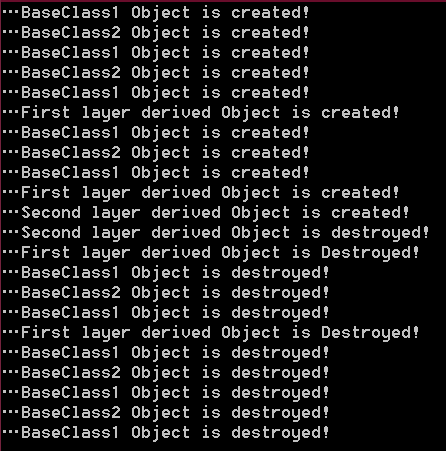 ···BaseClass1 Object is created!
···BaseClass2 Object is created!
···BaseClass1 Object is created!
···BaseClass2 Object is created!
···BaseClass1 Object is created!
···First layer derived Object is created!
···BaseClass1 Object is created!
···BaseClass2 Object is created!
···BaseClass1 Object is created!
···First layer derived Object is created!
···Second layer derived Object is created!
···Second layer derived Object is destroyed!
···First layer derived Object is Destroyed!
···BaseClass1 Object is destroyed!
···BaseClass2 Object is destroyed!
···BaseClass1 Object is destroyed!
···First layer derived Object is Destroyed!
···BaseClass1 Object is destroyed!
···BaseClass2 Object is destroyed!
···BaseClass1 Object is destroyed!
···BaseClass2 Object is destroyed!
···BaseClass1 Object is destroyed!